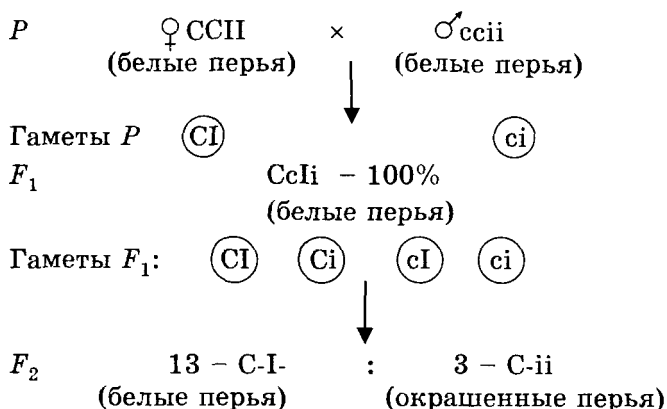 P ♀CCII × ♂ccii
(белые перья) (белые перья)
Гаметы P CI ci
F₁ CcIi – 100%
(белые перья)
Гаметы F₁: CI Ci cI ci
F₂ 13 – C-I- : 3 – C-ii
(белые перья) (окрашенные перья)